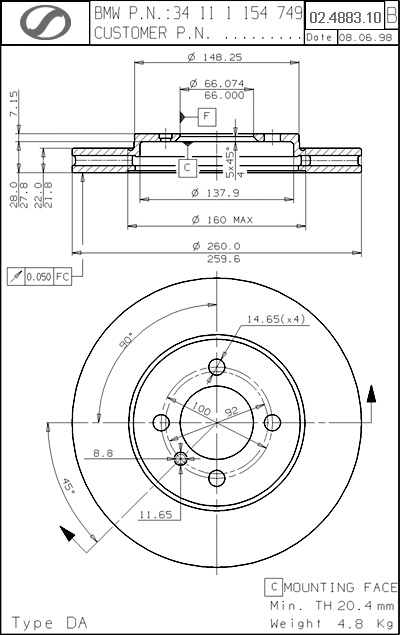 BMW P.N.:34 11 1 154 749
CUSTOMER P.N. .........
02.4883.10 B
Date 08.06.98
ø 148.25
ø 66.074
66.000
F
7.15
C
5x45°
4
28.0
27.8
22.0
21.8
ø 137.9
ø 160 MAX
ø 260.0
259.6
0.050 FC
14.65(x4)
90°
100
92
8.8
45°
11.65
C MOUNTING FACE
Min. TH 20.4 mm
Type DA
Weight 4.8 Kg